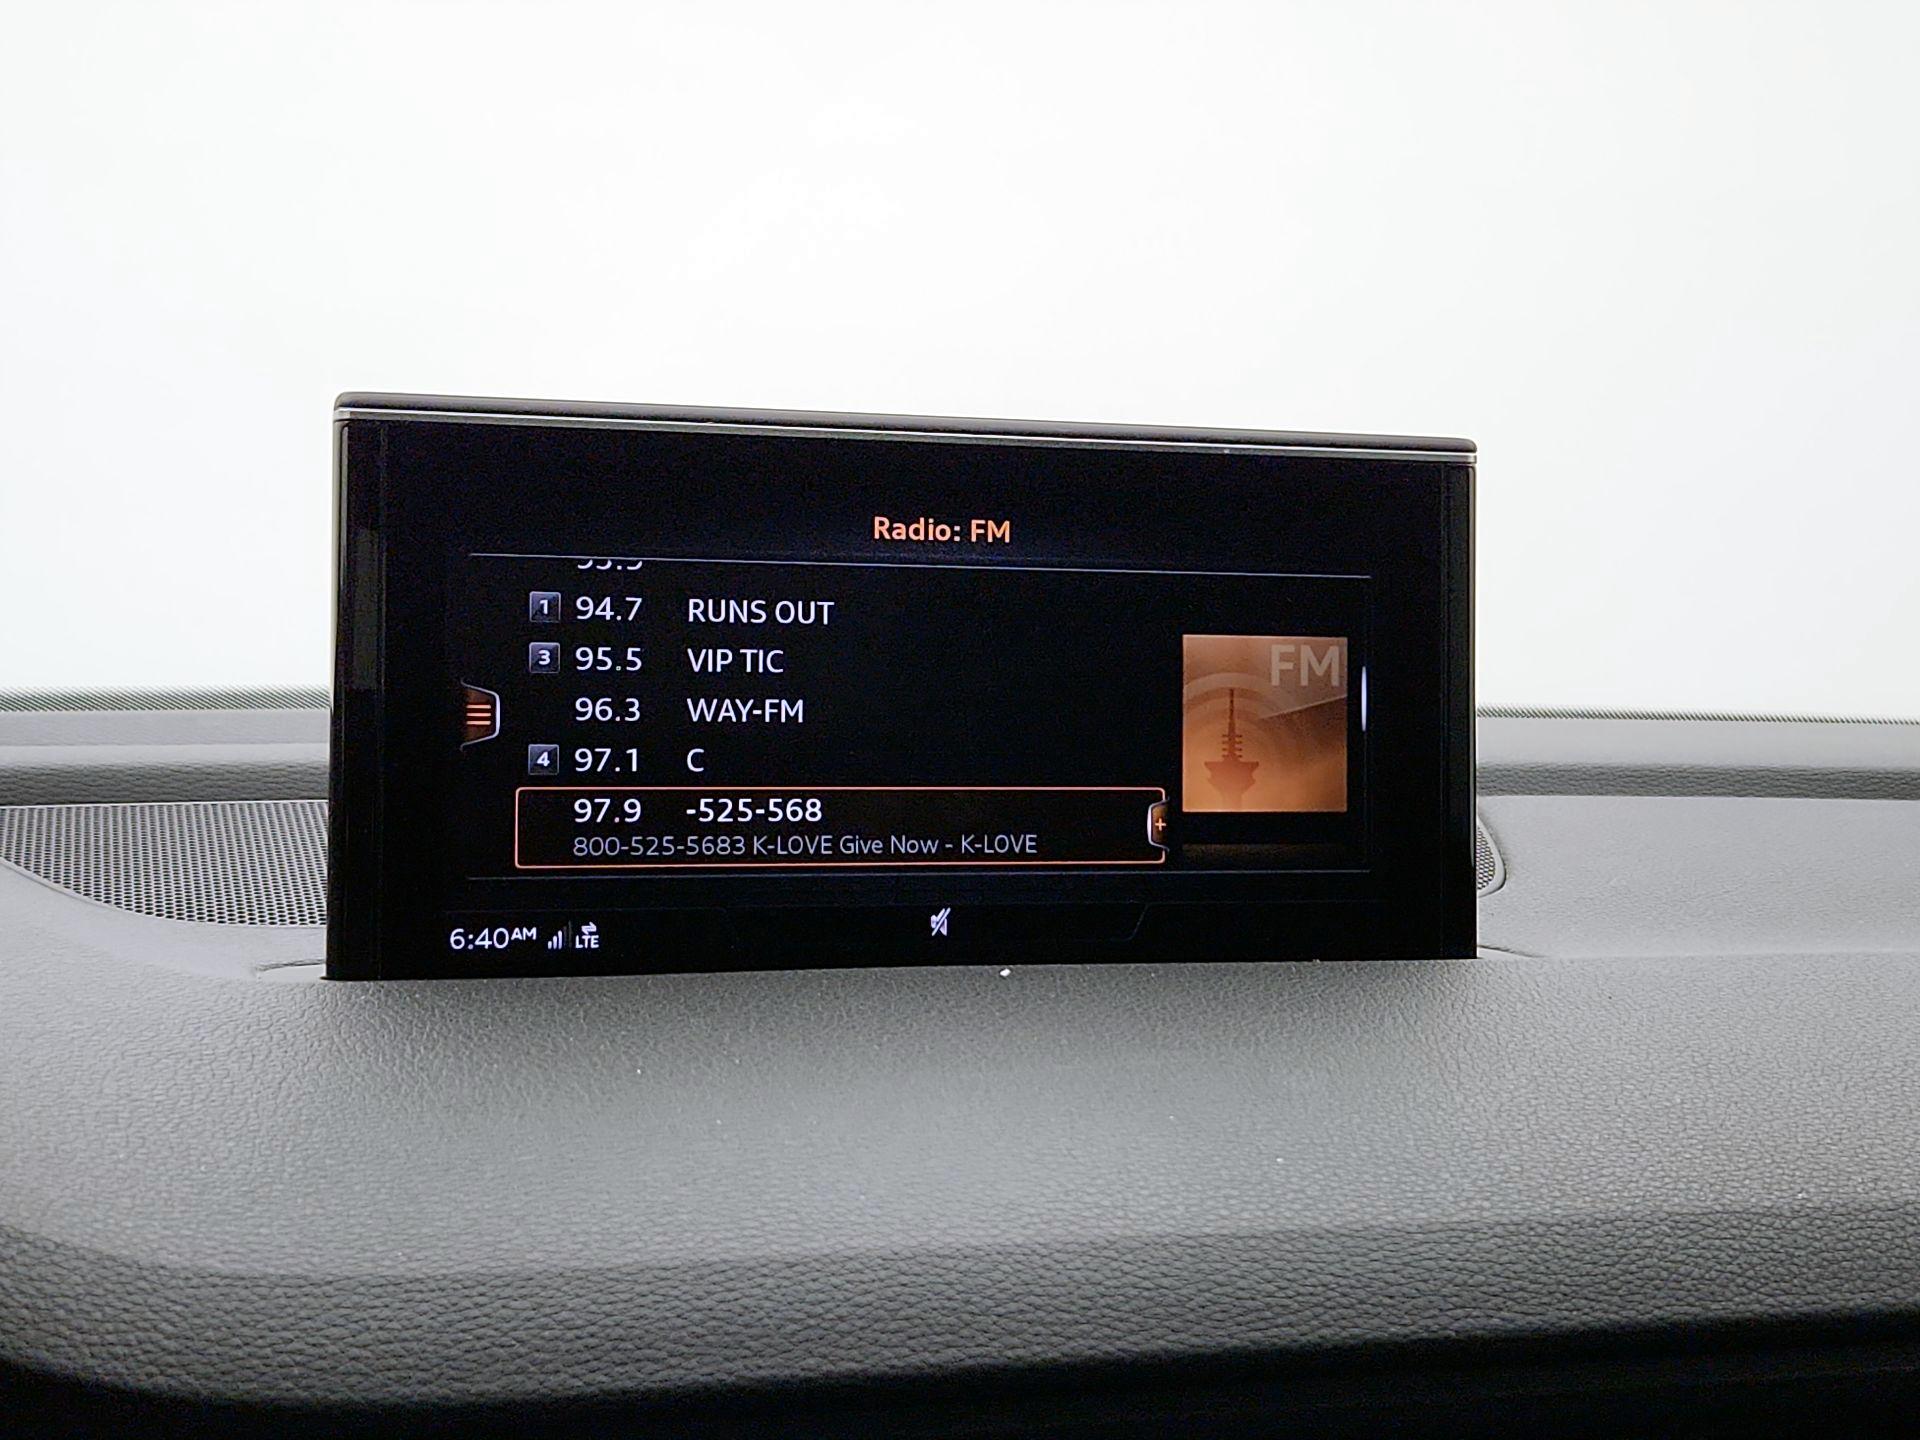 Radio: FM
1 94.7 RUNS OUT
3 95.5 VIP TIC
96.3 WAY-FM
4 97.1 C
97.9 -525-568
800-525-5683 K-LOVE Give Now - K-LOVE
FM
6:40AM LTE